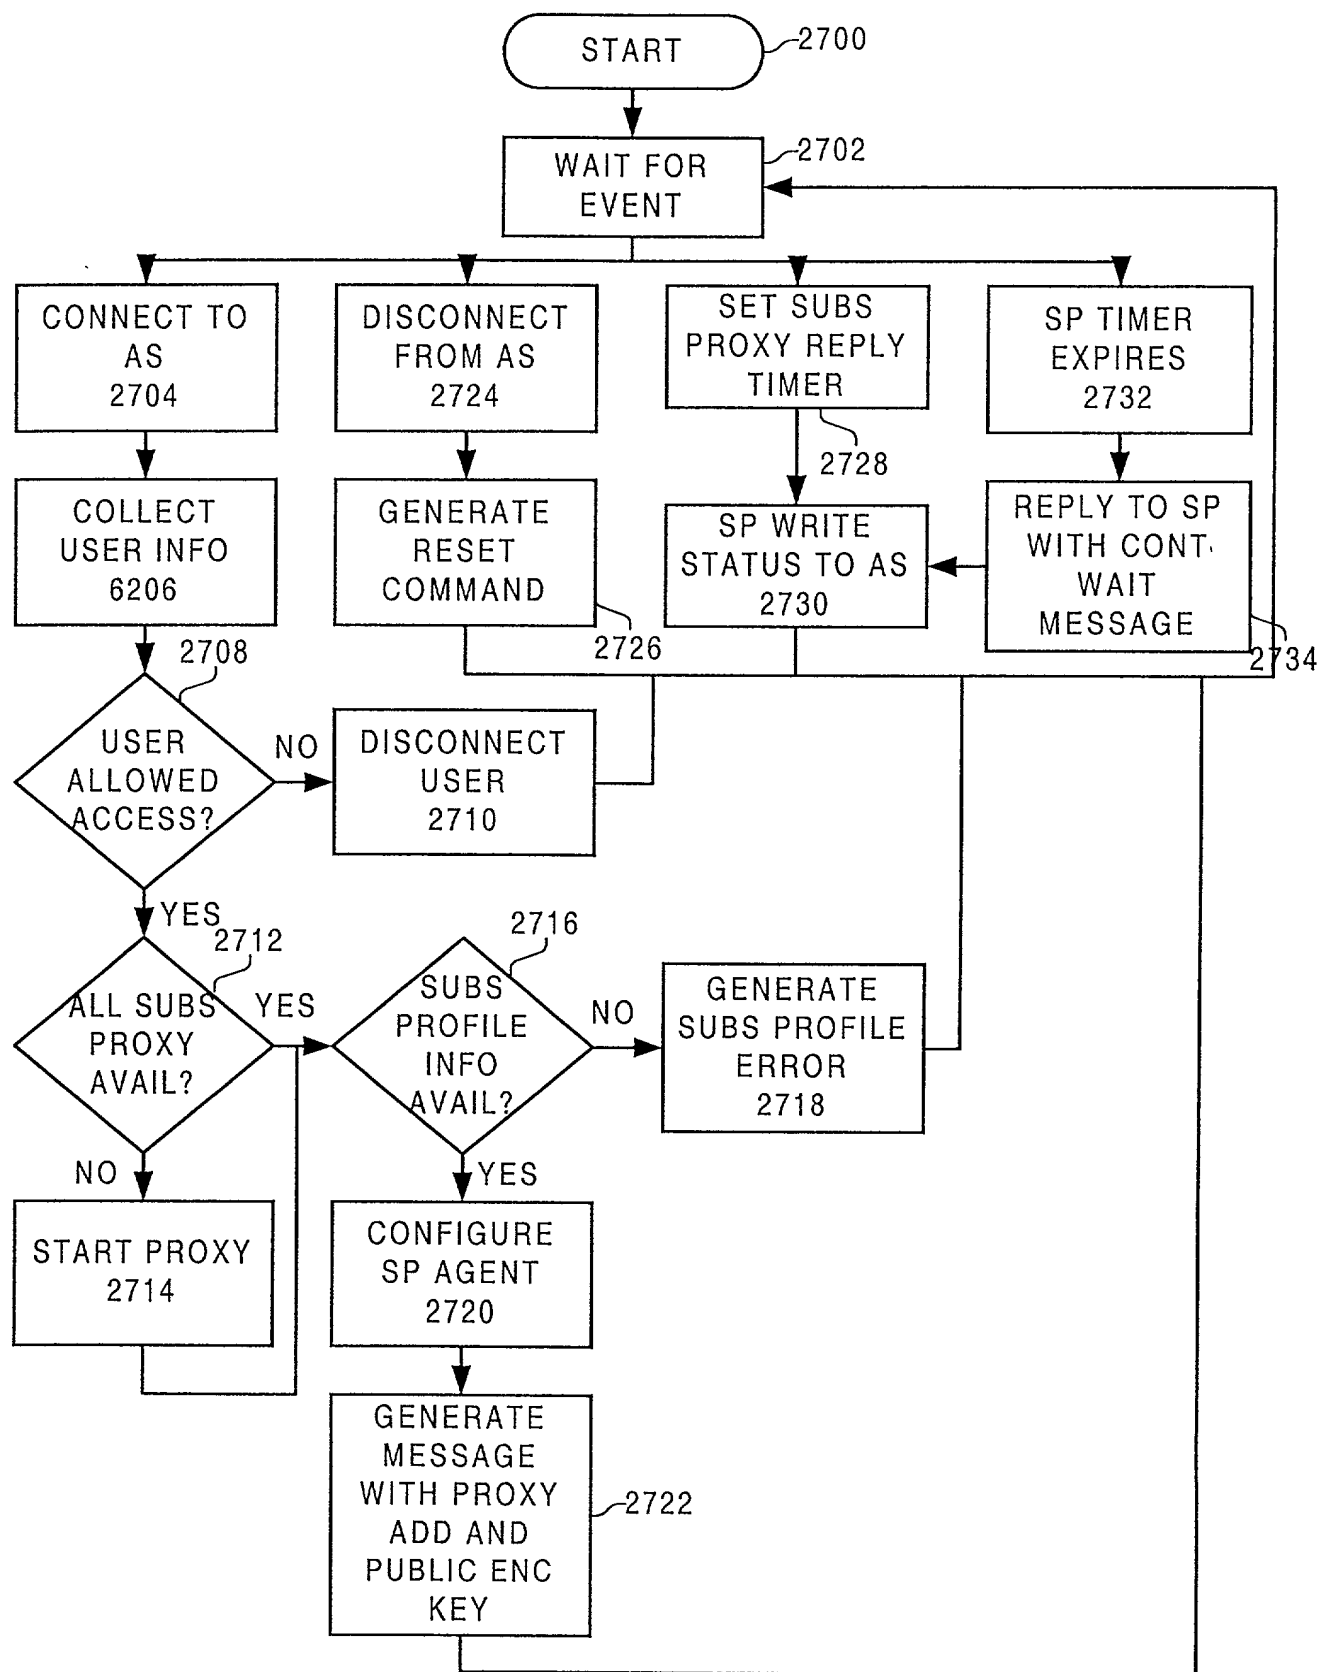 START
2700
WAIT FOR
EVENT
2702
CONNECT TO
AS
2704
DISCONNECT
FROM AS
2724
SET SUBS
PROXY REPLY
TIMER
2728
SP TIMER
EXPIRES
2732
COLLECT
USER INFO
6206
GENERATE
RESET
COMMAND
2726
SP WRITE
STATUS TO AS
2730
REPLY TO SP
WITH CONT.
WAIT
MESSAGE
2734
2708
USER
ALLOWED
ACCESS?
NO
DISCONNECT
USER
2710
YES
2712
ALL SUBS
PROXY
AVAIL?
YES
2716
SUBS
PROFILE
INFO
AVAIL?
NO
GENERATE
SUBS PROFILE
ERROR
2718
NO
START PROXY
2714
YES
CONFIGURE
SP AGENT
2720
GENERATE
MESSAGE
WITH PROXY
ADD AND
PUBLIC ENC
KEY
2722